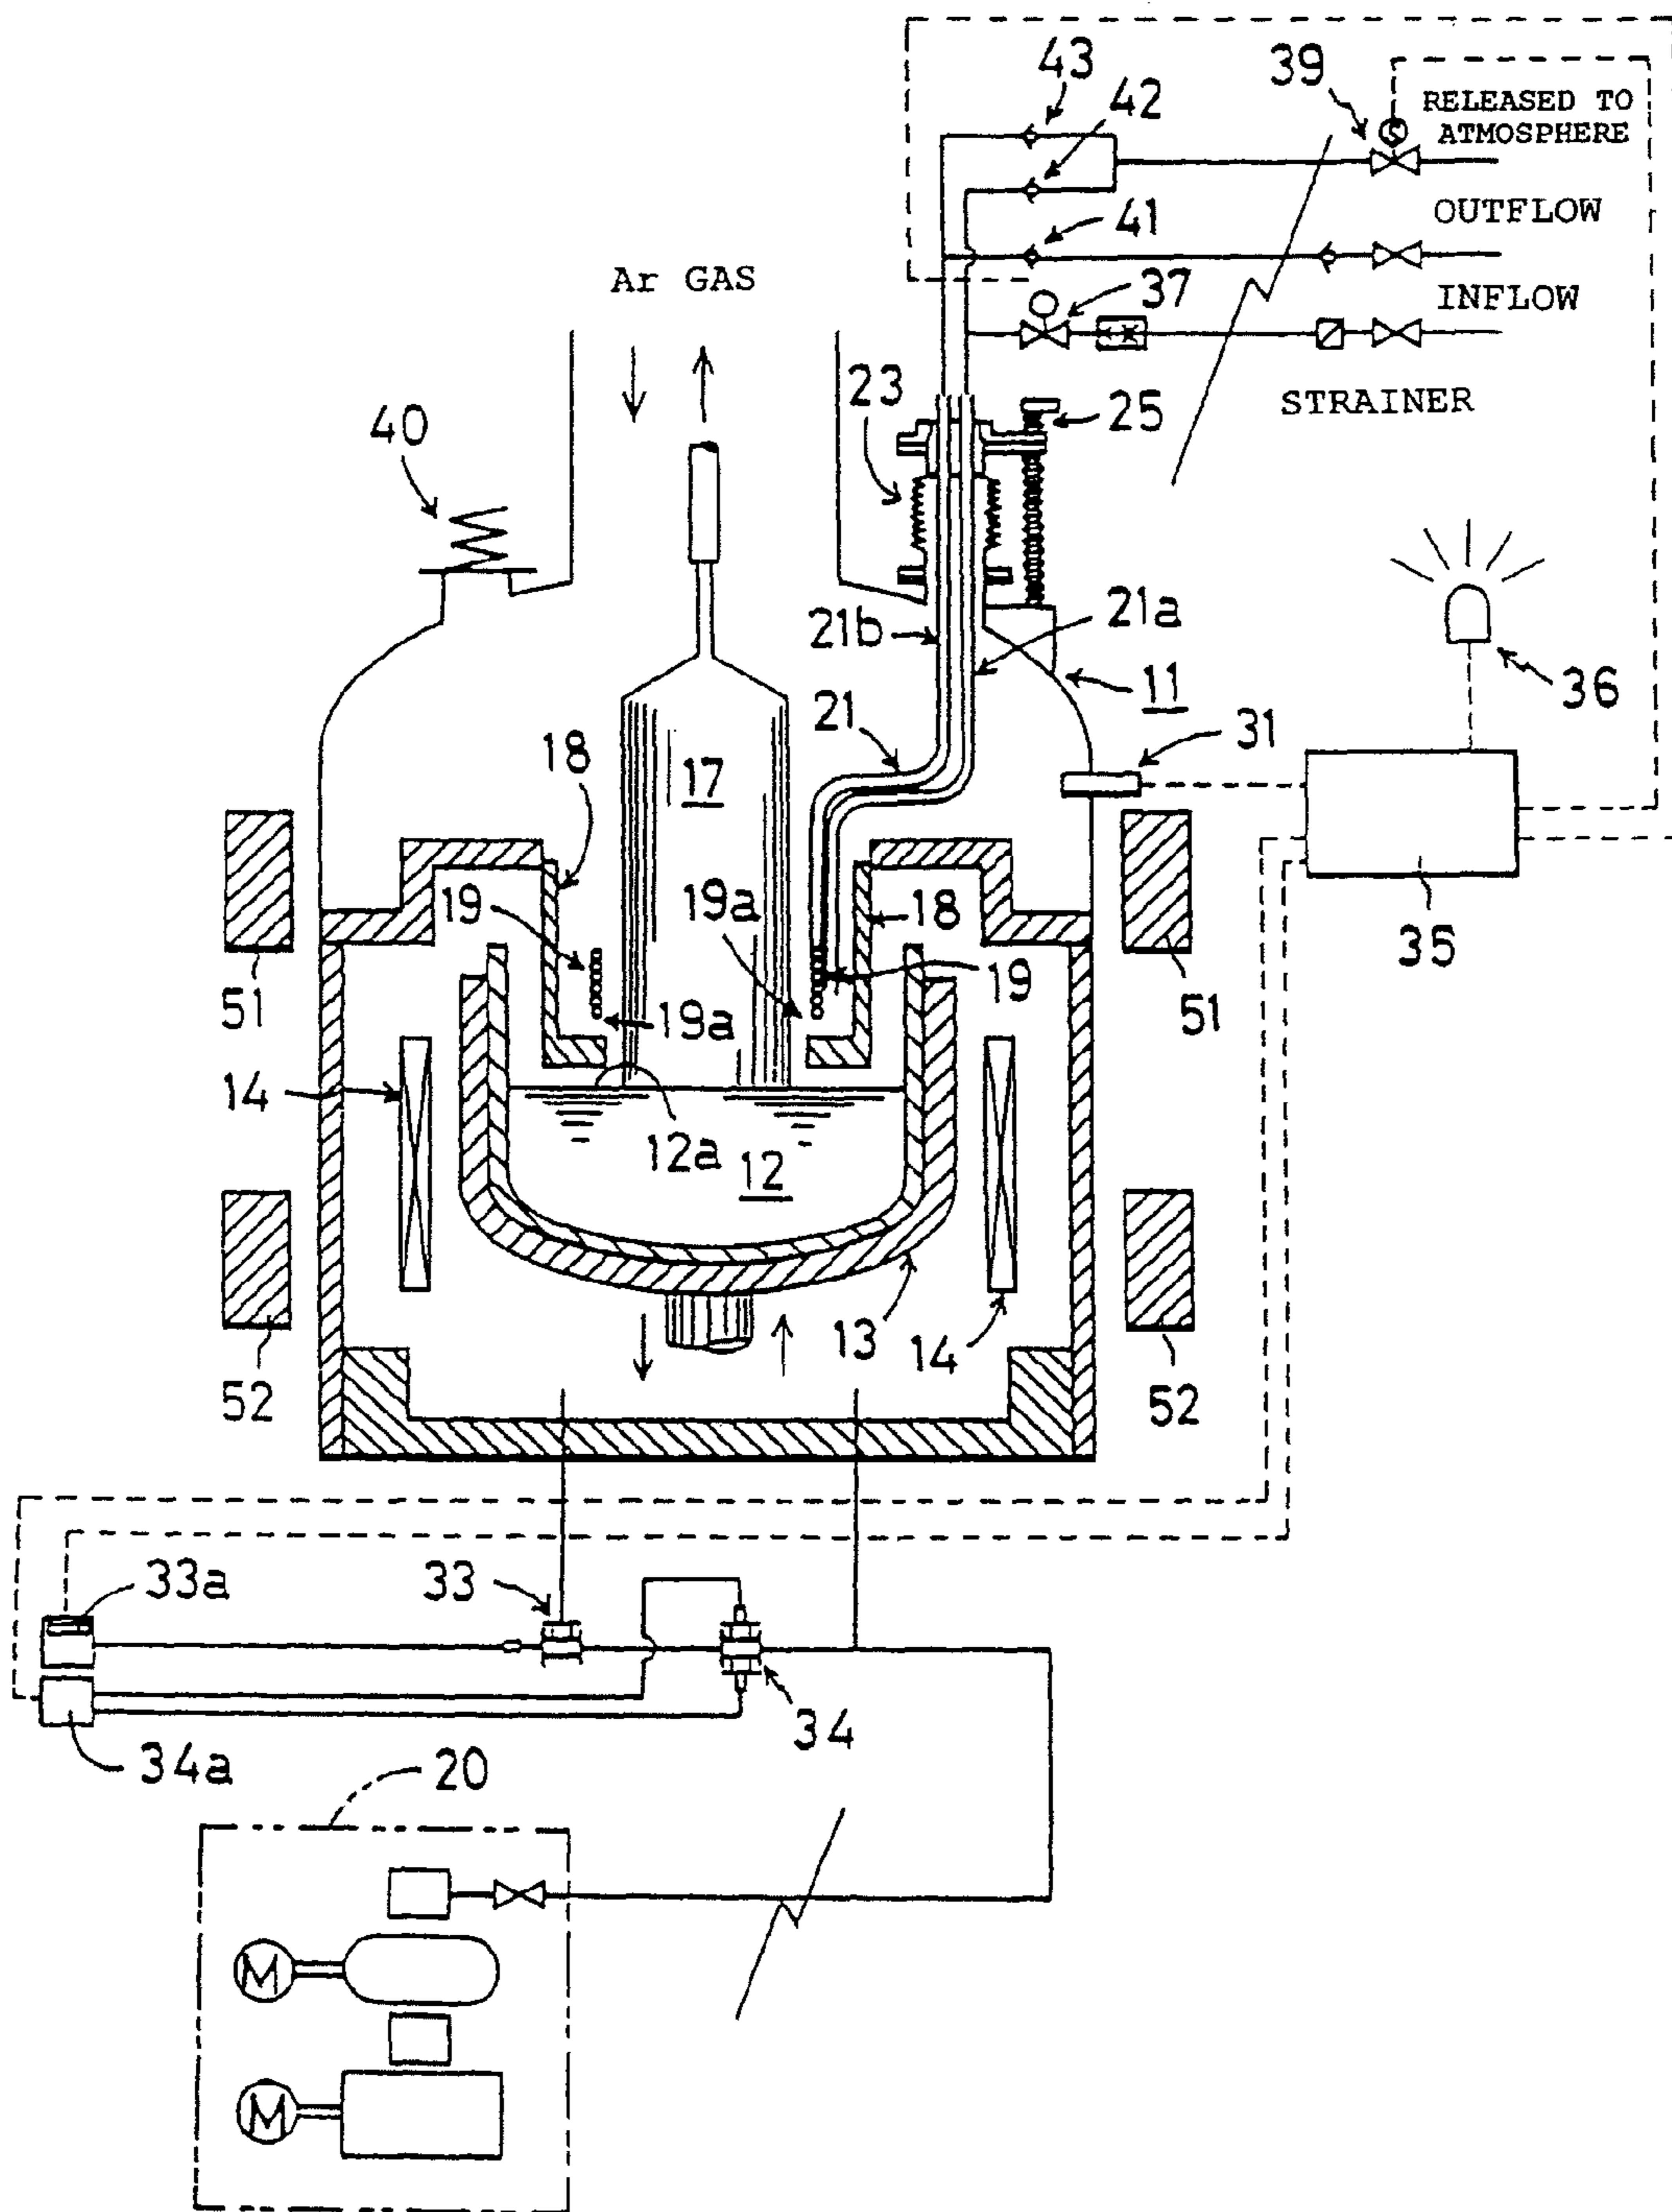 43
39
RELEASED TO
ATMOSPHERE
42
S
OUTFLOW
41
Ar GAS
37
INFLOW
STRAINER
23
25
40
21b
21a
11
36
21
31
18
17
35
19
19a
18
19
51
19a
51
14
12a
12
13
14
52
52
33a
33
34
34a
20
M
M